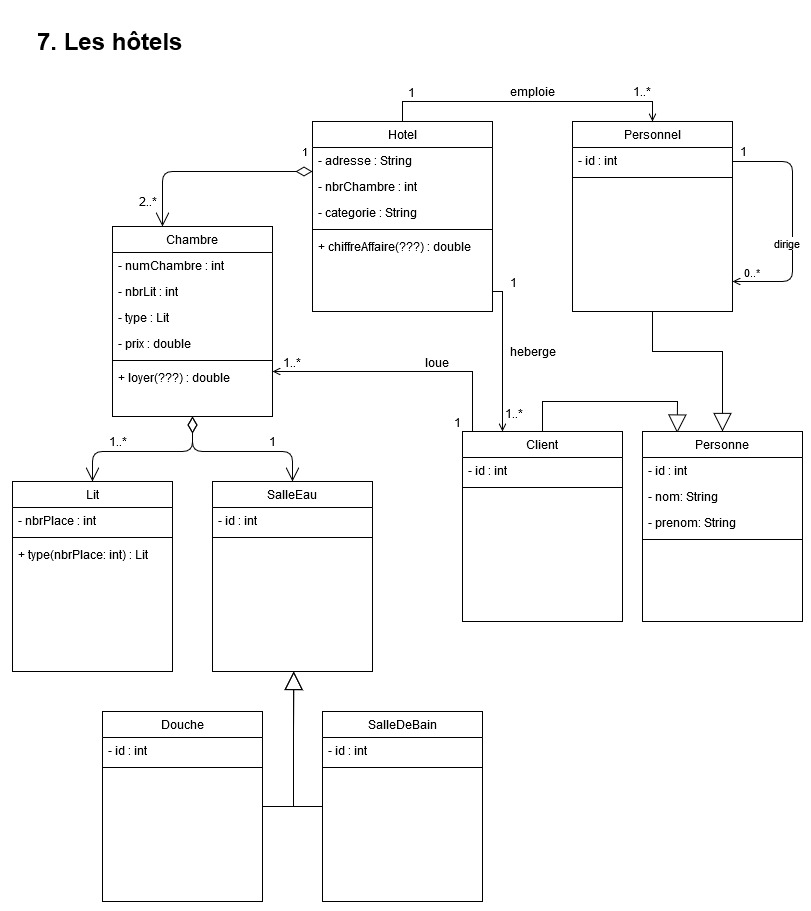 7. Les hôtels
1
emploie
1..*
Hotel
- adresse : String
- nbrChambre : int
- categorie : String
+ chiffreAffaire(???) : double
Personnel
- id : int
1
dirige
0..*
1
2..*
Chambre
- numChambre : int
- nbrLit : int
- type : Lit
- prix : double
+ loyer(???) : double
1
heberge
1..*
1..*
loue
1
1..*
1
Client
- id : int
Personne
- id : int
- nom: String
- prenom: String
Lit
- nbrPlace : int
+ type(nbrPlace: int) : Lit
SalleEau
- id : int
Douche
- id : int
SalleDeBain
- id : int